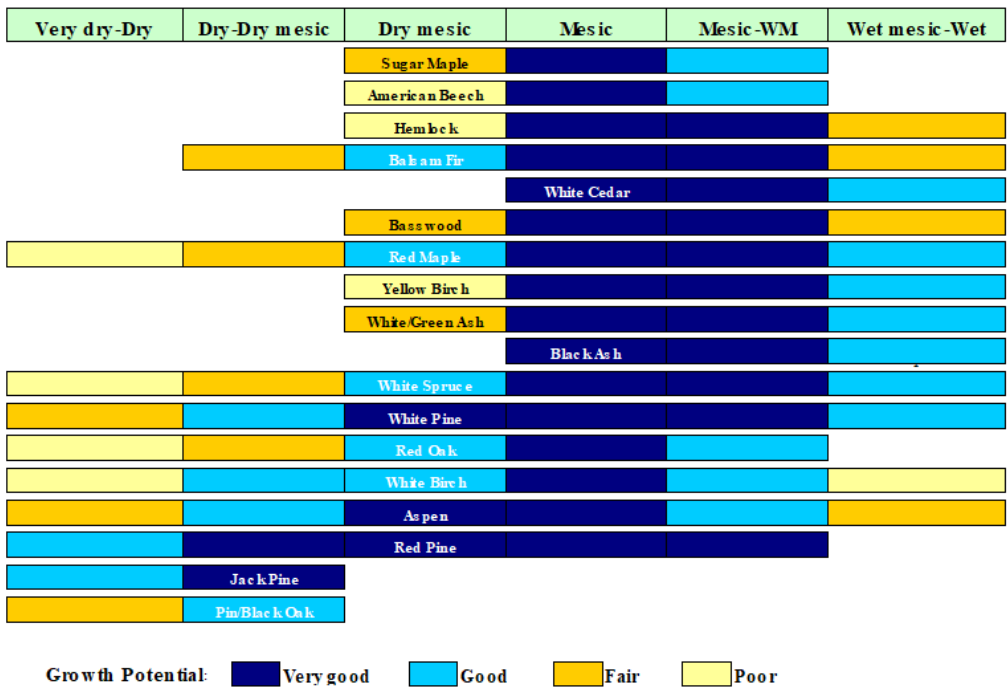 Very dry-Dry Dry-Dry mesic Dry mesic Mesic Mesic-WM Wet mesic-Wet
Sugar Maple
American Beech
Hemlock
Balsam Fir
White Cedar
Basswood
Red Maple
Yellow Birch
White/Green Ash
Black Ash
White Spruce
White Pine
Red Oak
White Birch
Aspen
Red Pine
Jack Pine
Pin/Black Oak
Growth Potential: Very good Good Fair Poor